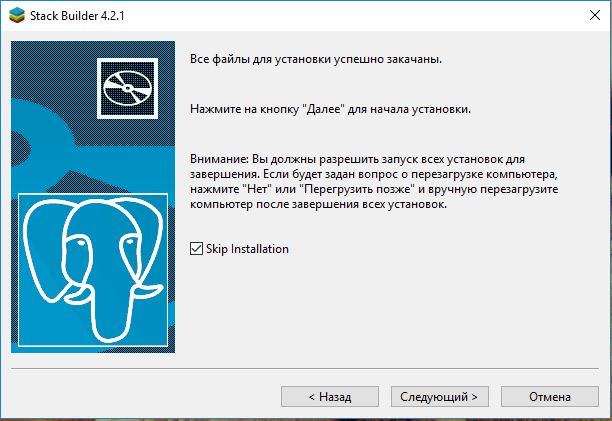 Stack Builder 4.2.1
Все файлы для установки успешно закачаны.
Нажмите на кнопку "Далее" для начала установки.
Внимание: Вы должны разрешить запуск всех установок для
завершения. Если будет задан вопрос о перезагрузке компьютера,
нажмите "Нет" или "Перегрузить позже" и вручную перезагрузите
компьютер после завершения всех установок.
Skip Installation
< Назад
Следующий >
Отмена